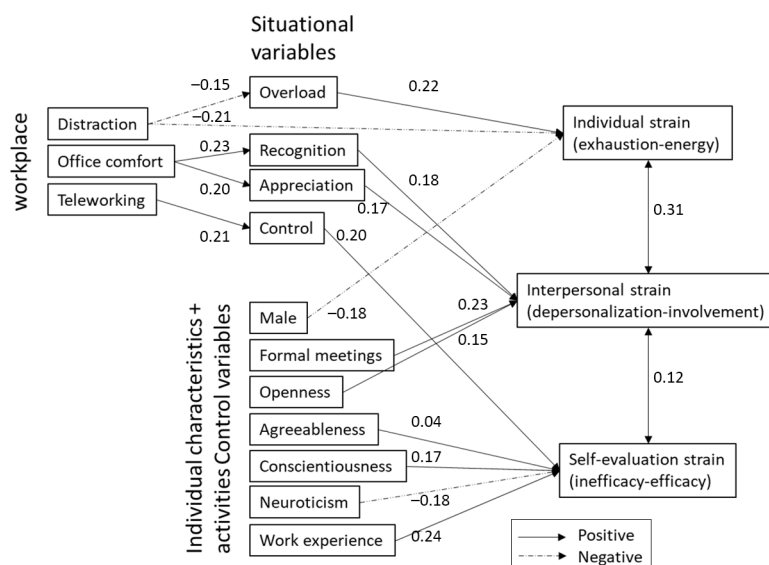 Situational
variables
workplace
−0.15
Overload
0.22
Distraction
−0.21
Individual strain
(exhaustion-energy)
Office comfort
0.23
Recognition
0.18
0.20
Appreciation
0.17
Teleworking
0.21
Control
0.20
0.31
Individual characteristics +
activities Control variables
Male
−0.18
0.23
Interpersonal strain
(depersonalization-involvement)
Formal meetings
0.15
Openness
0.12
Agreeableness
0.04
Conscientiousness
0.17
Self-evaluation strain
(inefficacy-efficacy)
Neuroticism
−0.18
Work experience
0.24
Positive
Negative